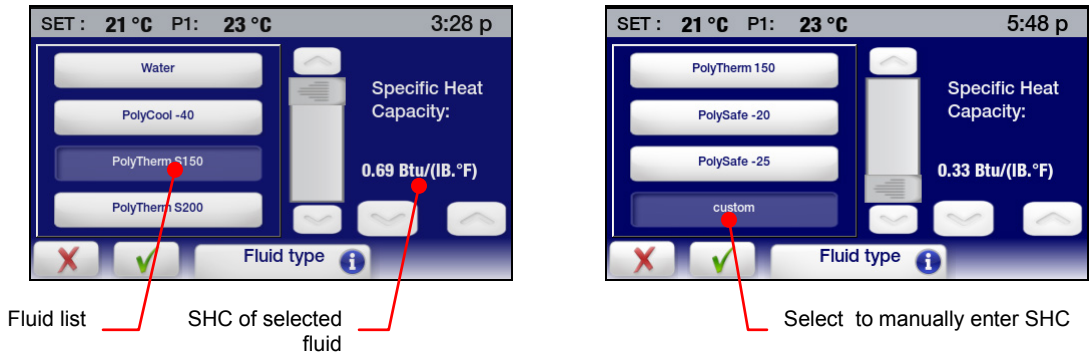 SET : 21 °C P1: 23 °C 3:28 p
Water
PolyCool -40
PolyTherm S150
PolyTherm S200
Specific Heat
Capacity:
0.69 Btu/(IB.°F)
Fluid type
Fluid list
SHC of selected
fluid
SET : 21 °C P1: 23 °C 5:48 p
PolyTherm 150
PolySafe -20
PolySafe -25
custom
Specific Heat
Capacity:
0.33 Btu/(IB.°F)
Fluid type
Select to manually enter SHC